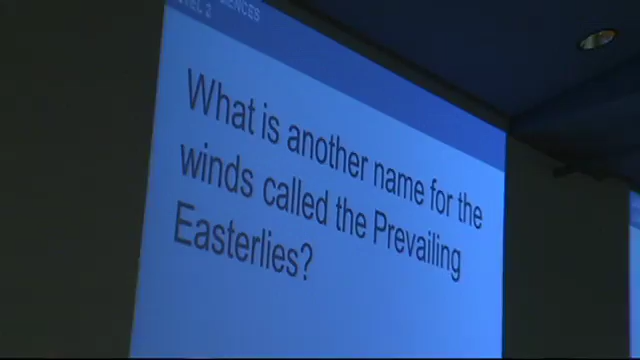 What is another name for the
winds called the Prevailing
Easterlies?